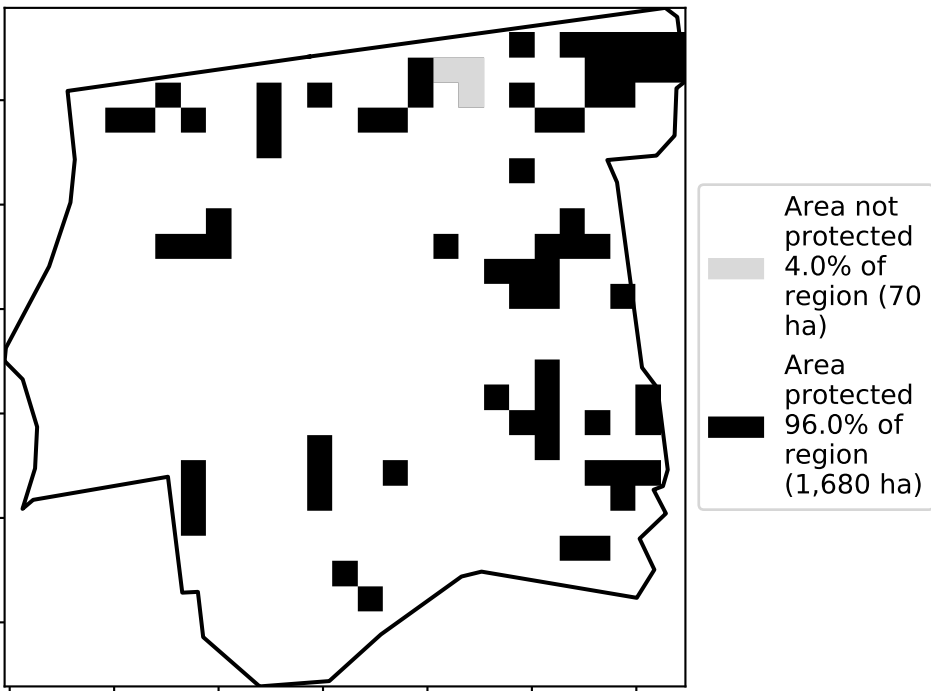 Area not
protected
4.0% of
region (70
ha)
Area
protected
96.0% of
region
(1,680 ha)